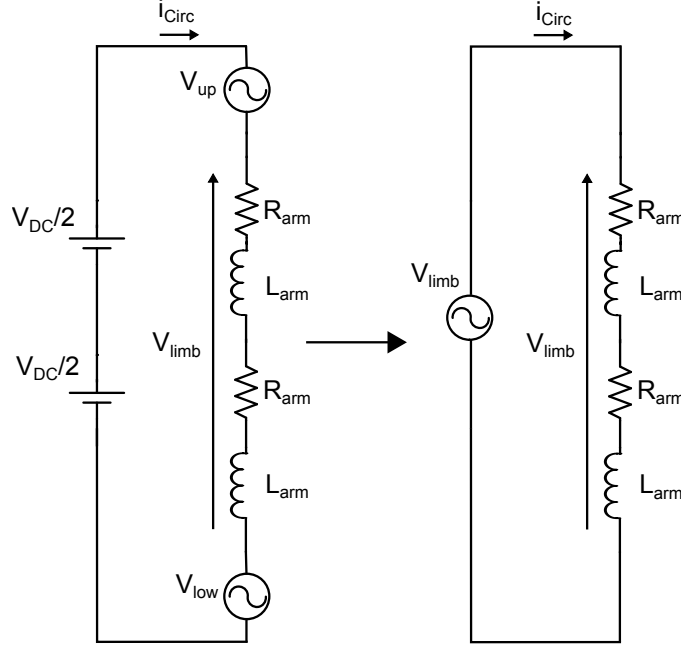 iCirc
Vup
Rarm
VDC/2
Larm
Vlimb
VDC/2
Rarm
Larm
Vlow
iCirc
Rarm
Vlimb
Larm
Vlimb
Rarm
Larm